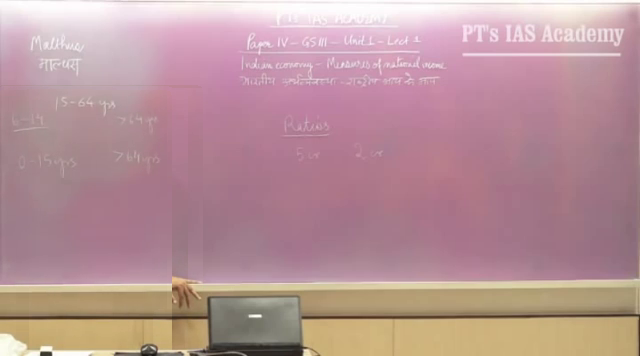 PT's IAS Academy
PT's IAS Academy
Malthus
माल्थस
Paper IV - GS III - Unit 1 - Lect 1
Indian economy - Measures of national income
भारतीय अर्थव्यवस्था - राष्ट्रीय आय के माप
15-64 yrs
>64 yrs
Ratios
5 cr 2 cr
0-15 yrs >64 yrs